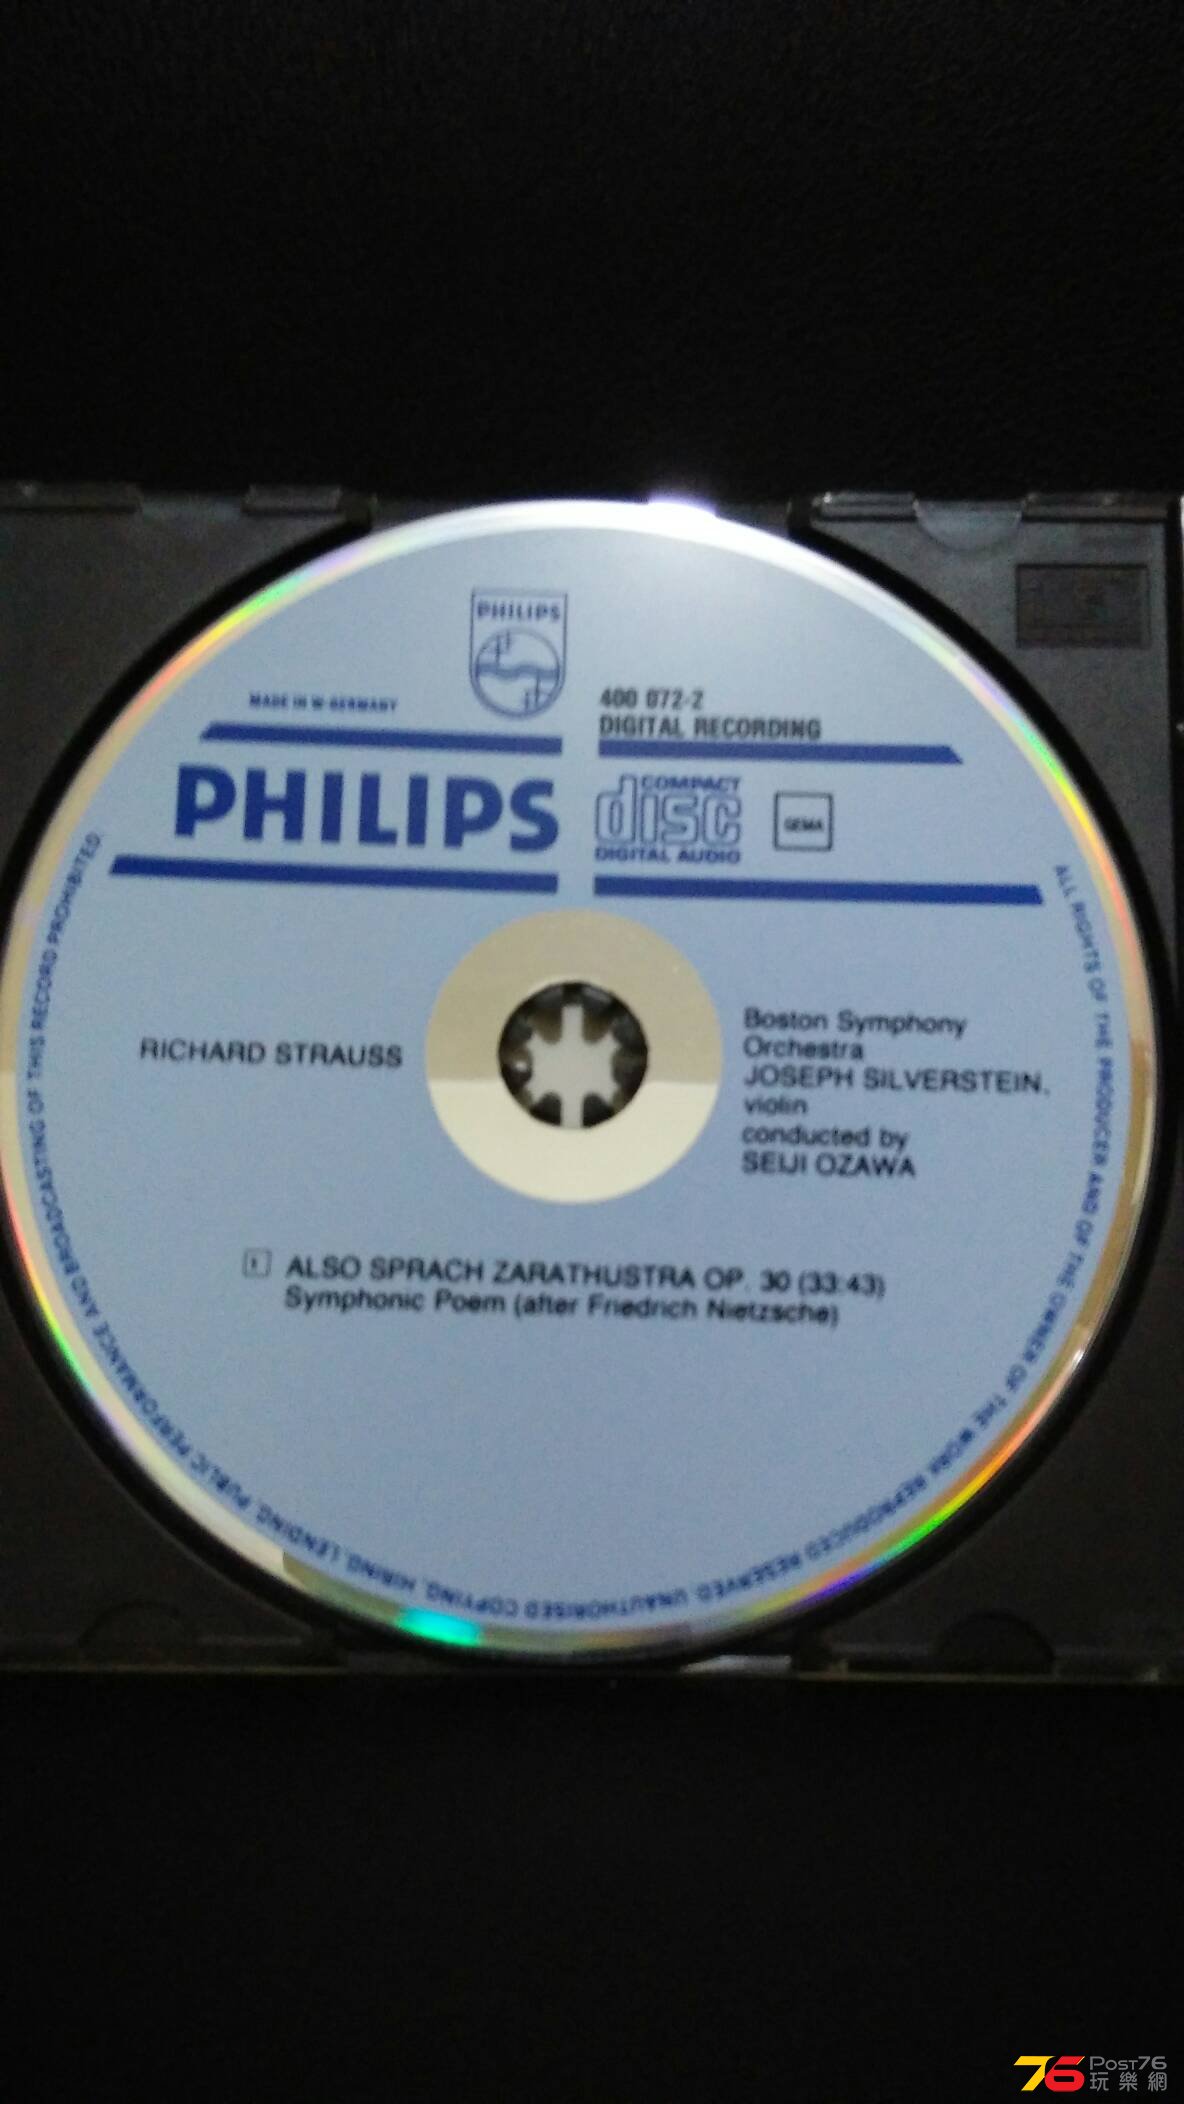 PHILIPS
MADE IN W-GERMANY
400 072-2
DIGITAL RECORDING
PHILIPS
COMPACT
disc
DIGITAL AUDIO
GEMA
RICHARD STRAUSS
Boston Symphony
Orchestra
JOSEPH SILVERSTEIN,
violin
conducted by
SEIJI OZAWA
1 ALSO SPRACH ZARATHUSTRA OP. 30 (33:43)
Symphonic Poem (after Friedrich Nietzsche)
ALL RIGHTS OF THE PRODUCER AND OF THE OWNER OF THE WORK REPRODUCED RESERVED. UNAUTHORISED COPYING, HIRING, LENDING, PUBLIC PERFORMANCE AND BROADCASTING OF THIS RECORD PROHIBITED.
76 POST76
玩樂網